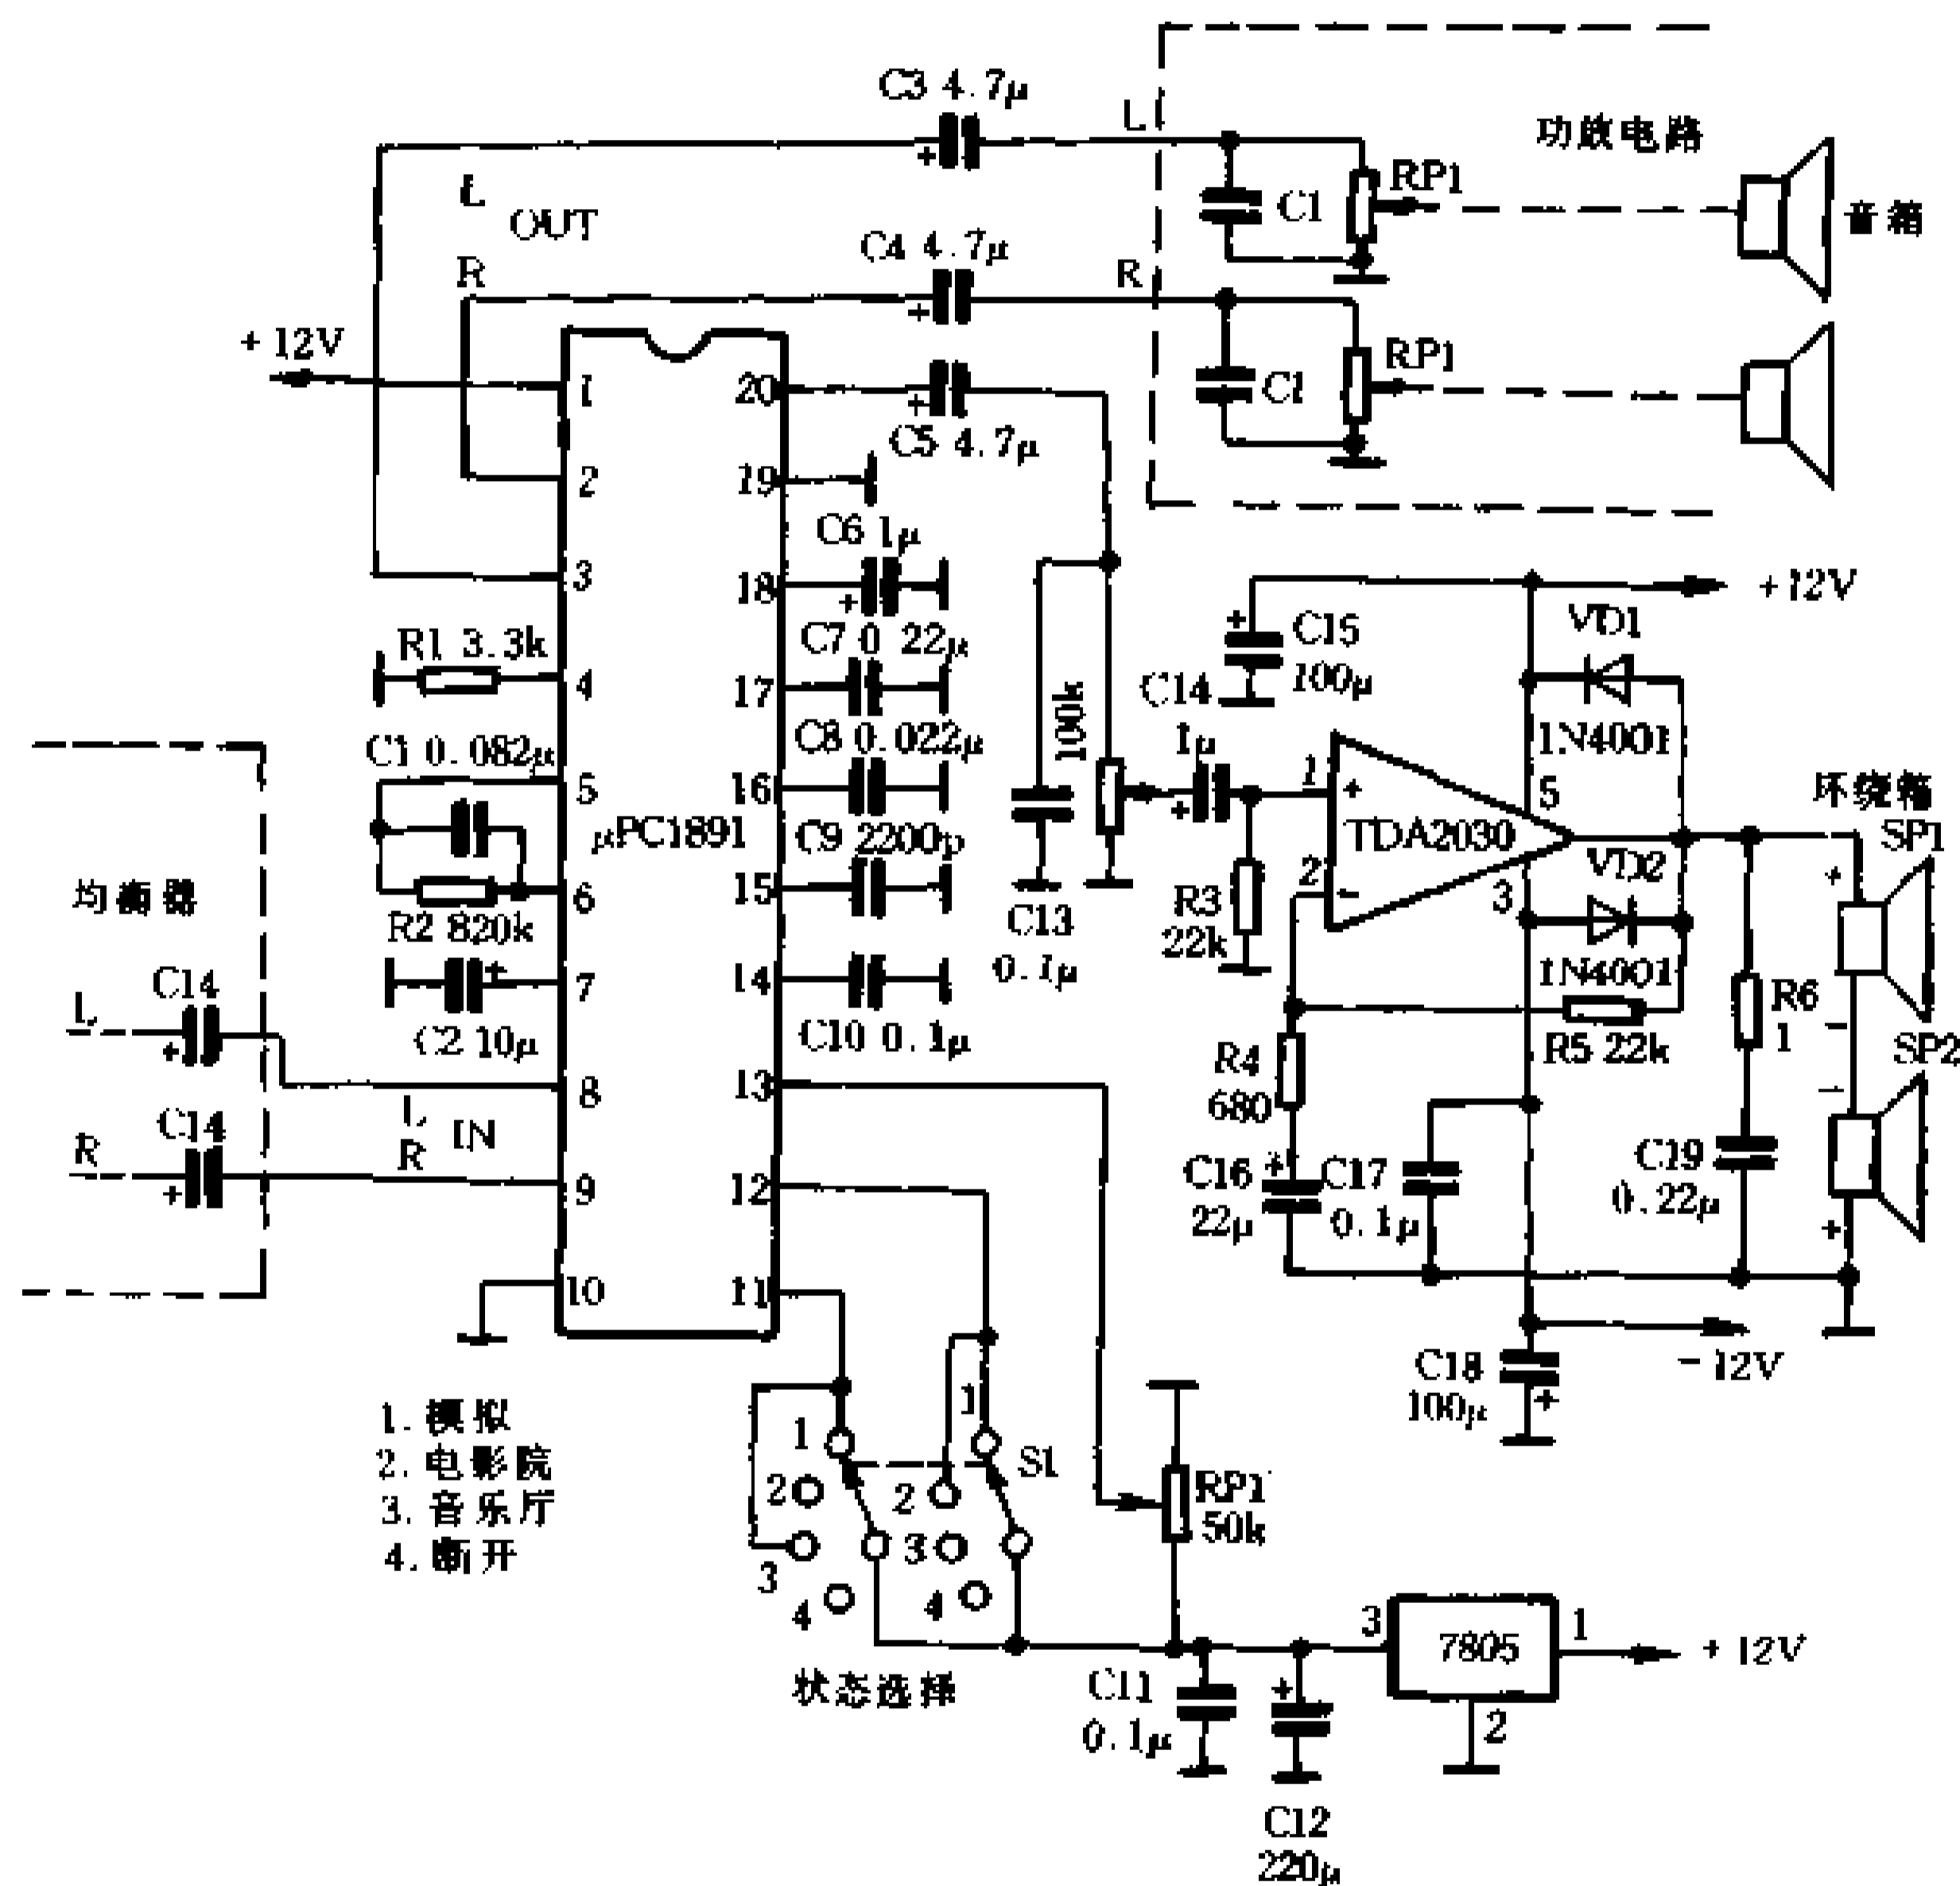 C3 4.7μ
L
功放电路
RP1
C1
音箱
L
OUT
R
C4 4.7μ
R
RP1
C1
+12V
1
20
C5 4.7μ
2
19
C6 1μ
3
18
+12V
VD1
C15
100μ
R1 3.3k
C7 0 22μ
4
17
100k
C14
1μ
1N4001
C1 0.082μ
C8 0.022μ
5
16
1
5
环绕箱
SP1
μPC1891
C9 2200p
TDA2030
VD2
均衡器
6
15
2
3
R2 820k
C13
0.1μ
R3
22k
1N4001
7
14
R6
1
C14
L
C2 10μ
C10 0.1μ
R4
680
R5 22k
SP2
8
13
C14
L
R
IN
R
9
12
C16
22μ
C17
0.1μ
C19
0.22μ
10
11
C18
100μ
-12V
1. 模拟
2. 电影院
3. 音乐厅
4. 断开
1
1
S1
2
2
RP1
50k
3
3
4
4
3
7805
1
+12V
2
状态选择
C11
0.1μ
C12
220μ